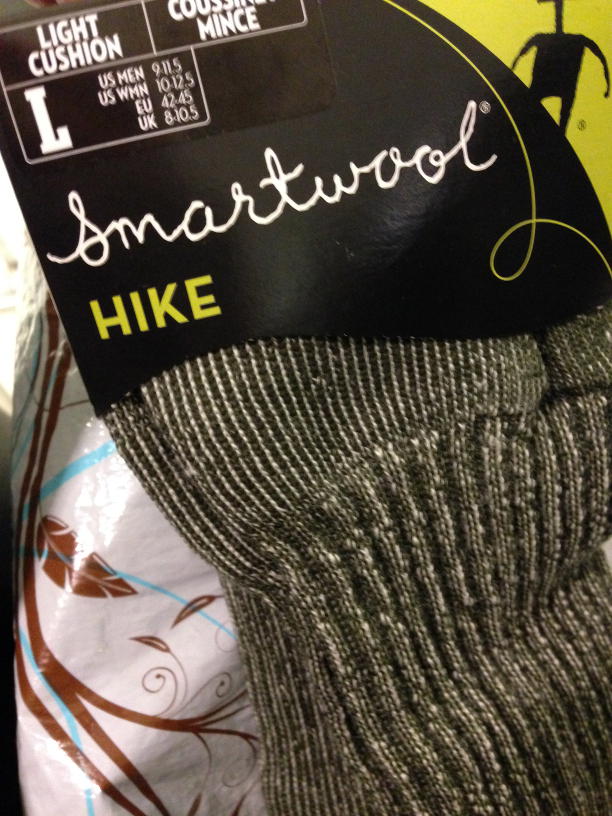 LIGHT
CUSHION
MINCE
L
US MEN 9-11.5
US WMN 10-12.5
EU 42-45
UK 8-10.5
smartwool®
HIKE
®